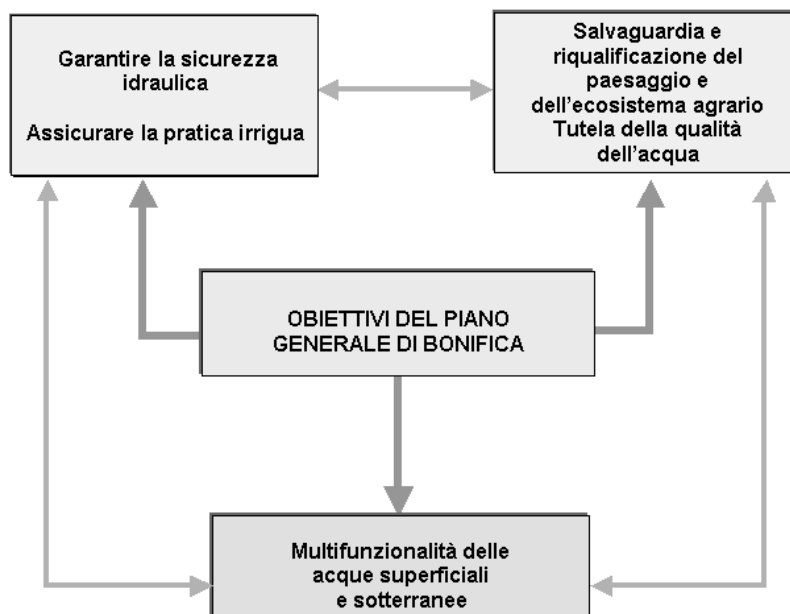 Garantire la sicurezza
idraulica
Assicurare la pratica irrigua
Salvaguardia e
riqualificazione del
paesaggio e
dell'ecosistema agrario
Tutela della qualità
dell'acqua
OBIETTIVI DEL PIANO
GENERALE DI BONIFICA
Multifunzionalità delle
acque superficiali
e sotterranee